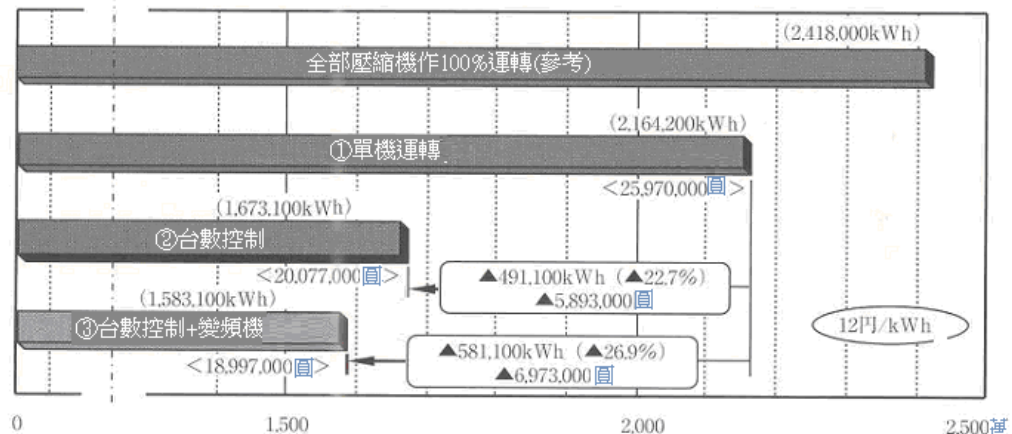 (2,418,000kWh)
全部壓縮機作100%運轉(參考)
(2,164,200kWh)
①單機運轉
<25,970,000圓>
(1,673,100kWh)
②台數控制
<20,077,000圓>
▲491,100kWh (▲22.7%)
▲5,893,000圓
(1,583,100kWh)
③台數控制+變頻機
12円/kWh
<18,997,000圓>
▲581,100kWh (▲26.9%)
▲6,973,000圓
0 1,500 2,000 2,500萬